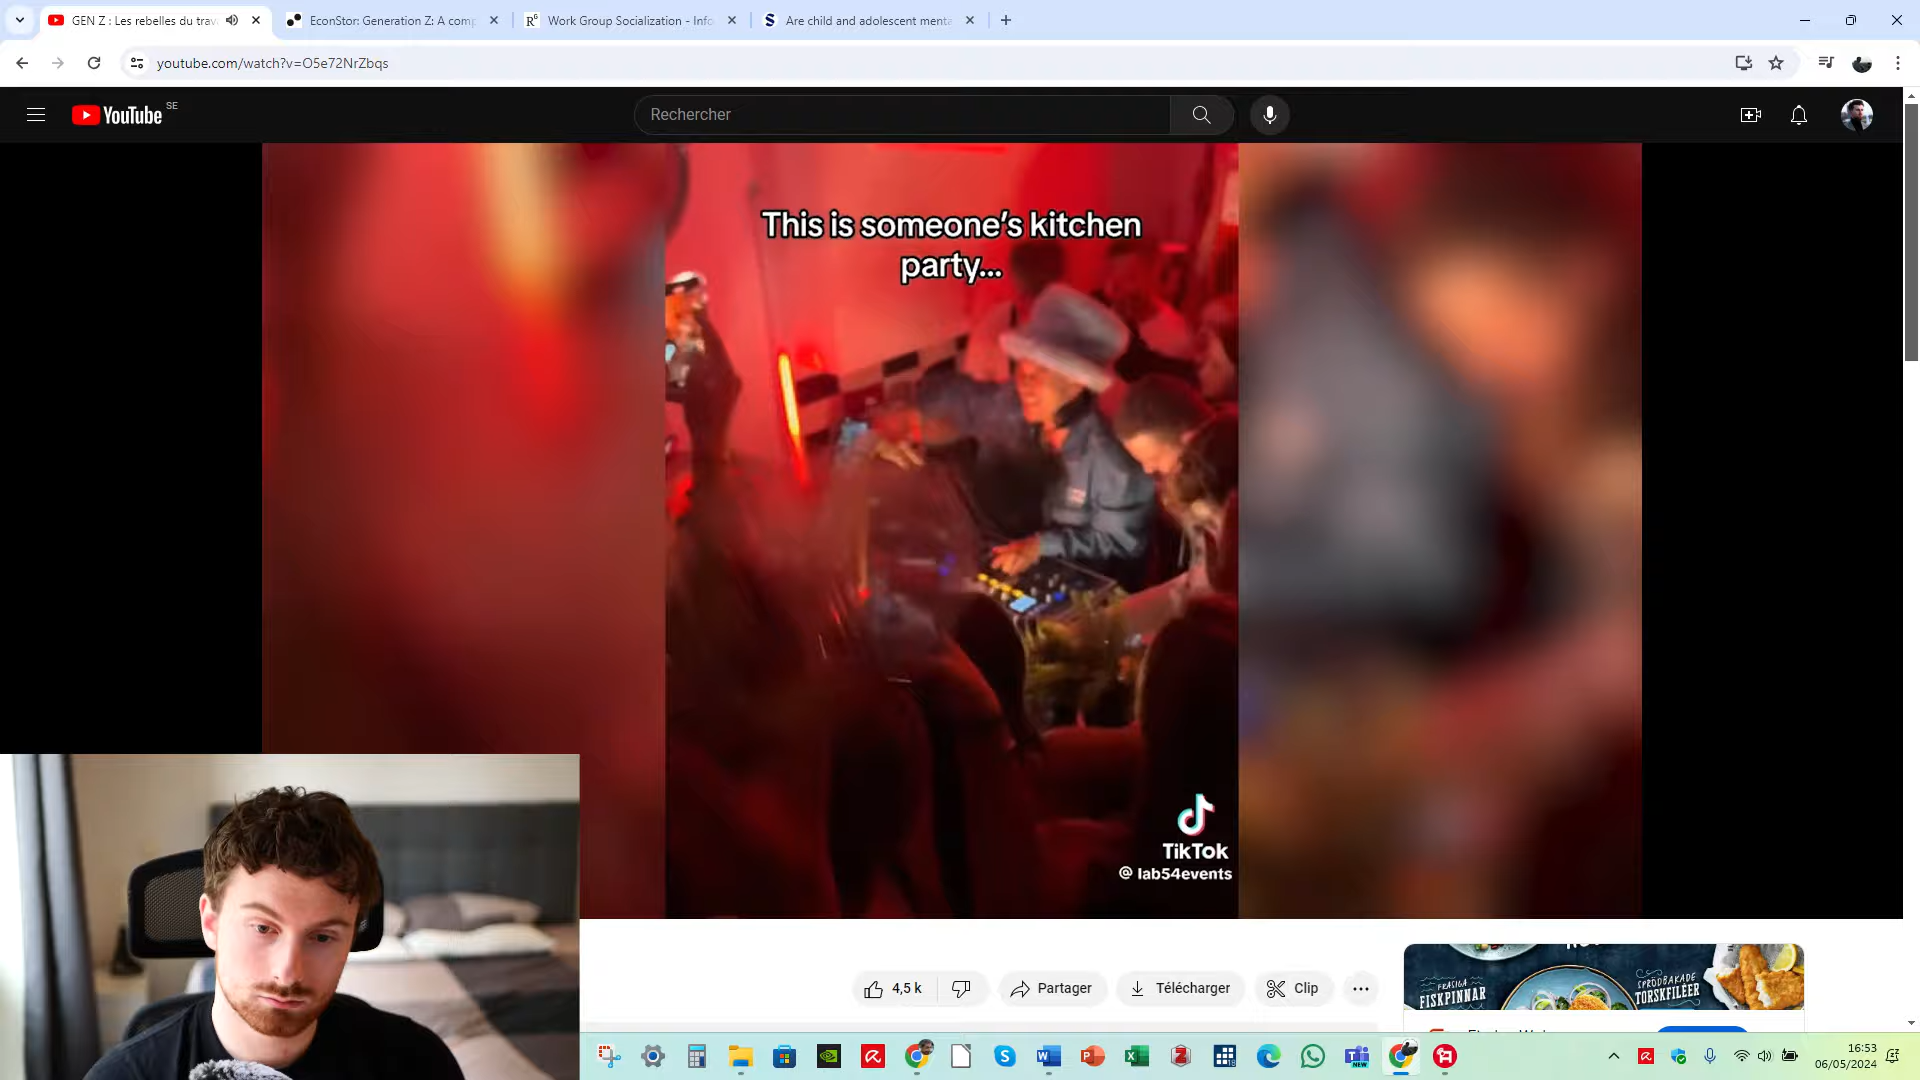 GEN Z : Les rebelles du trav
EconStor: Generation Z: A comp
Work Group Socialization - Info
Are child and adolescent menta
youtube.com/watch?v=O5e72NrZbqs
YouTube SE
Rechercher
This is someone's kitchen
party...
TikTok
@ lab54events
4,5 k
Partager
Télécharger
Clip
FRASIGA
FISKPINNAR
SPRÖDBAKADE
TORSKFILÉER
16:53
06/05/2024